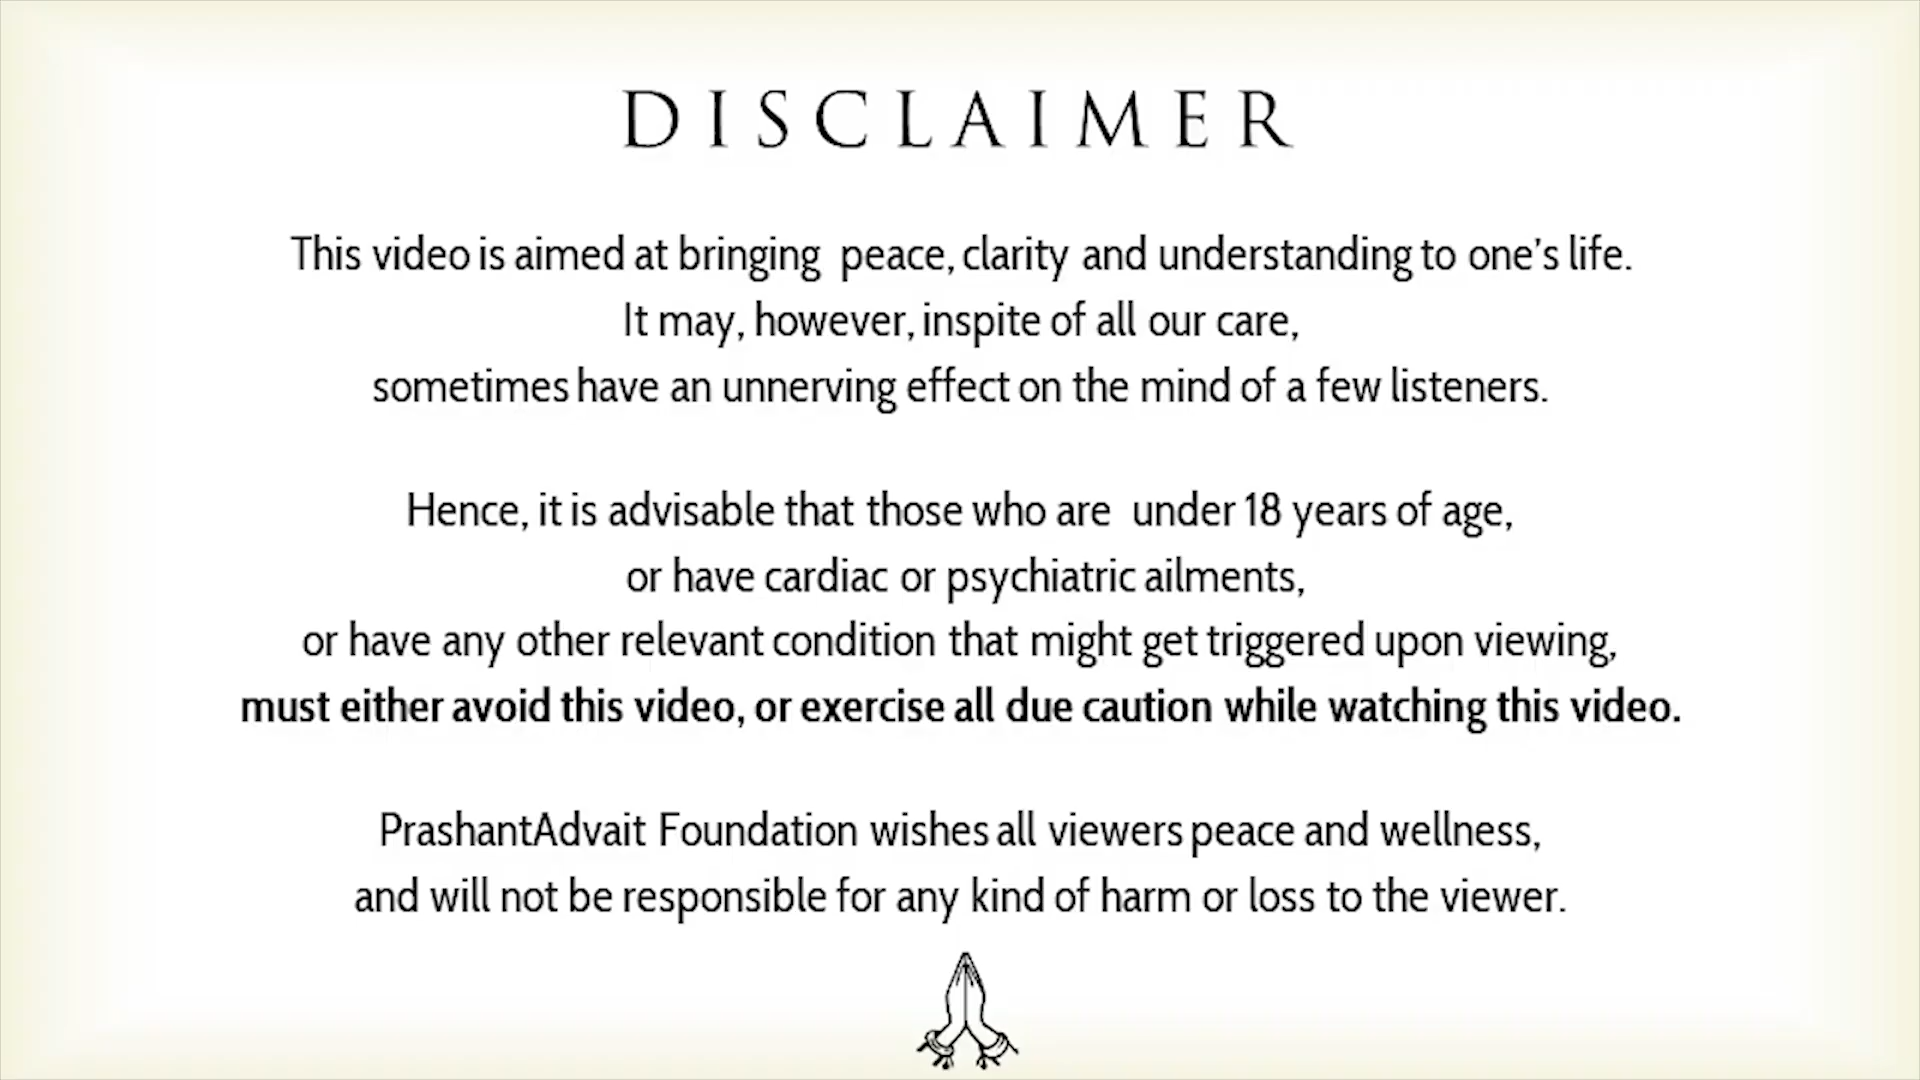 DISCLAIMER
This video is aimed at bringing peace, clarity and understanding to one's life.
It may, however, inspite of all our care,
sometimes have an unnerving effect on the mind of a few listeners.
Hence, it is advisable that those who are under 18 years of age,
or have cardiac or psychiatric ailments,
or have any other relevant condition that might get triggered upon viewing,
must either avoid this video, or exercise all due caution while watching this video.
PrashantAdvait Foundation wishes all viewers peace and wellness,
and will not be responsible for any kind of harm or loss to the viewer.